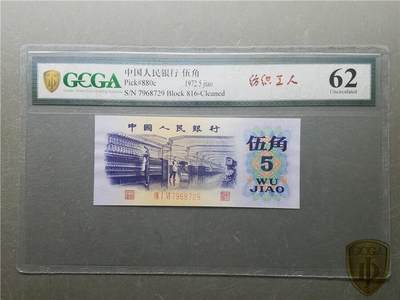 GCGA
中国人民银行 伍角
Pick#880c 1972.5 jiao
S/N 7968729 Block 816-Cleaned
纺织工人
62
Uncirculated
中国人民银行
伍角
5
WU
JIAO
7968729
GCGA